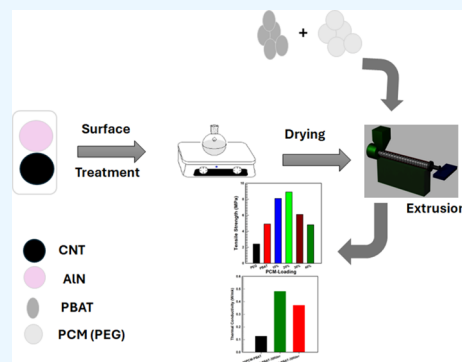 +
Surface
Treatment
Drying
Extrusion
Tensile Strength (MPa)
PCM-Loading
Thermal Conductivity (W/mK)
CNT
AlN
PBAT
PCM (PEG)